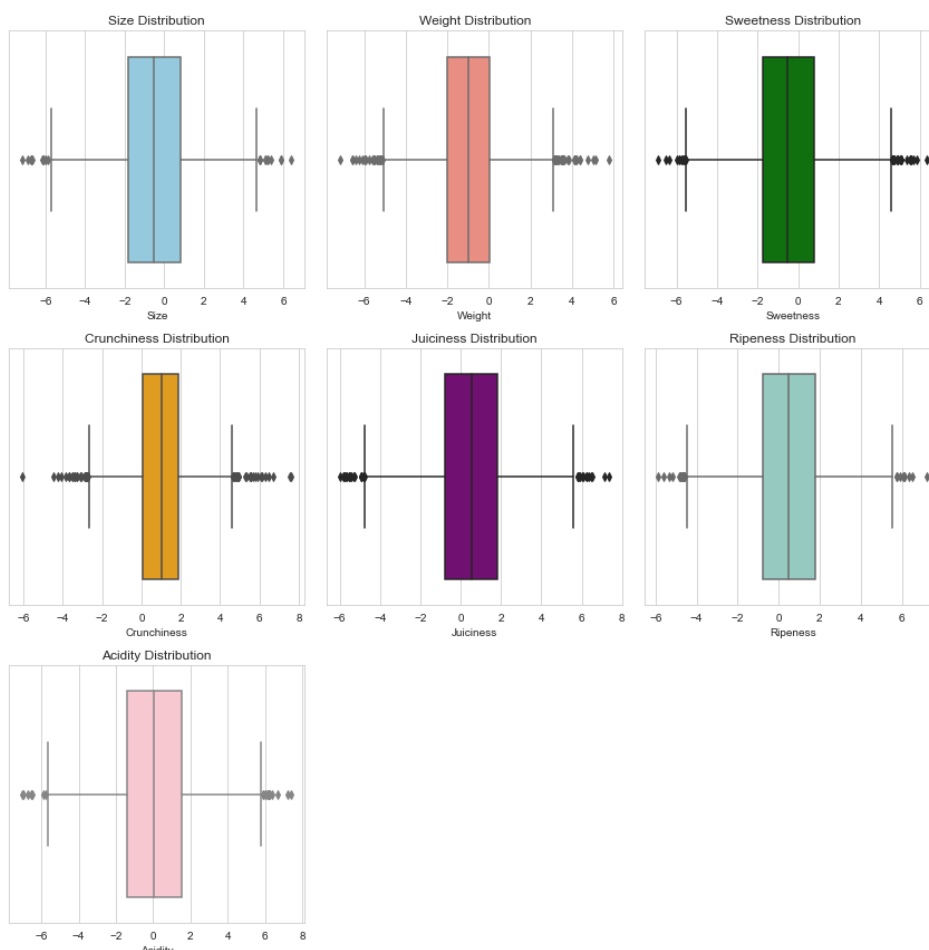 Size Distribution
Weight Distribution
Sweetness Distribution
−6 −4 −2 0 2 4 6
−6 −4 −2 0 2 4 6
−6 −4 −2 0 2 4 6
Size
Weight
Sweetness
Crunchiness Distribution
Juiciness Distribution
Ripeness Distribution
−6 −4 −2 0 2 4 6 8
−6 −4 −2 0 2 4 6 8
−6 −4 −2 0 2 4 6
Crunchiness
Juiciness
Ripeness
Acidity Distribution
−6 −4 −2 0 2 4 6 8
Acidity